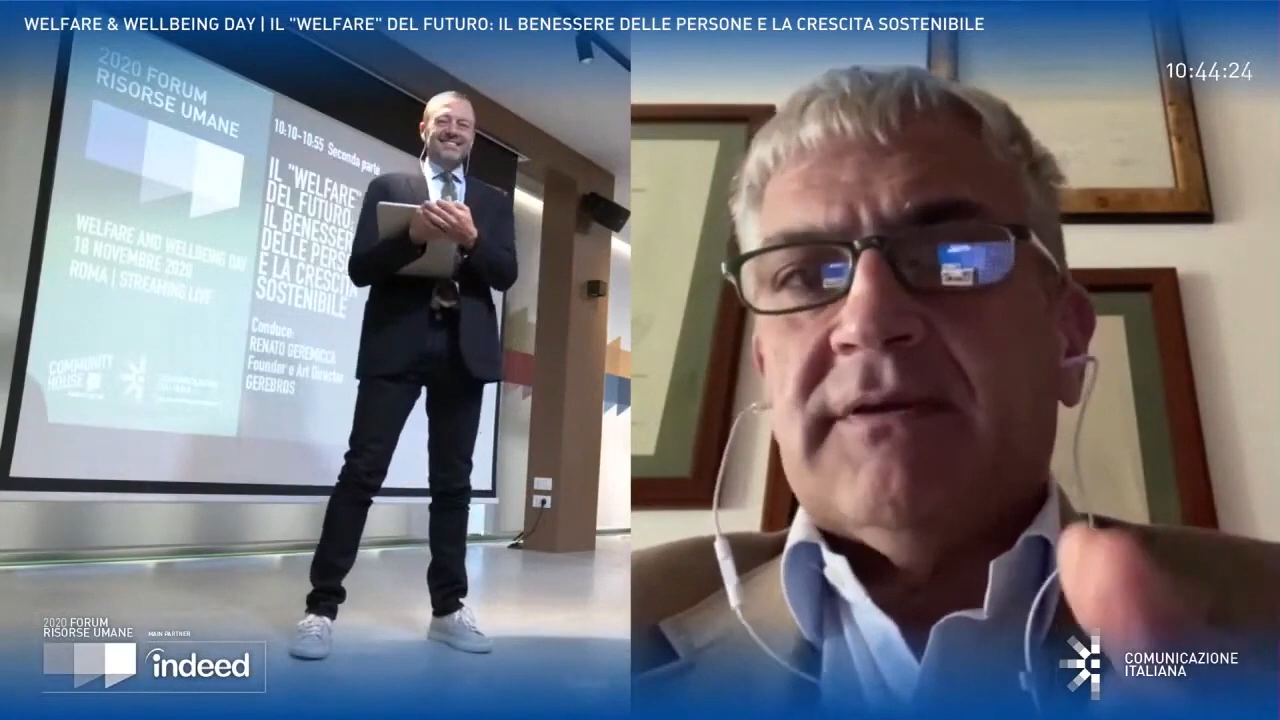 WELFARE & WELLBEING DAY | IL "WELFARE" DEL FUTURO: IL BENESSERE DELLE PERSONE E LA CRESCITA SOSTENIBILE
10:44:24
2020 FORUM
RISORSE UMANE
WELFARE AND WELLBEING DAY
18 NOVEMBRE 2020
ROMA | STREAMING LIVE
COMMUNITY
HOUSE
10:10-10:55 Seconda parte
IL "WELFARE"
DEL FUTURO:
IL BENESSERE
DELLE PERS
E LA CRESCITA
SOSTENIBILE
Conduce:
RENATO GEREMICCA
Founder e Art Director
GEREBROS
2020 FORUM
RISORSE UMANE
MAIN PARTNER
indeed
COMUNICAZIONE
ITALIANA